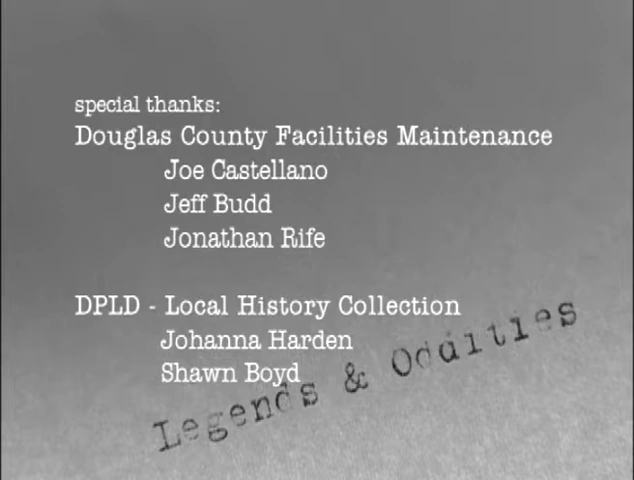 special thanks:
Douglas County Facilities Maintenance
Joe Castellano
Jeff Budd
Jonathan Rife
DPLD - Local History Collection
Johanna Harden
Shawn Boyd
Legends & Oddities